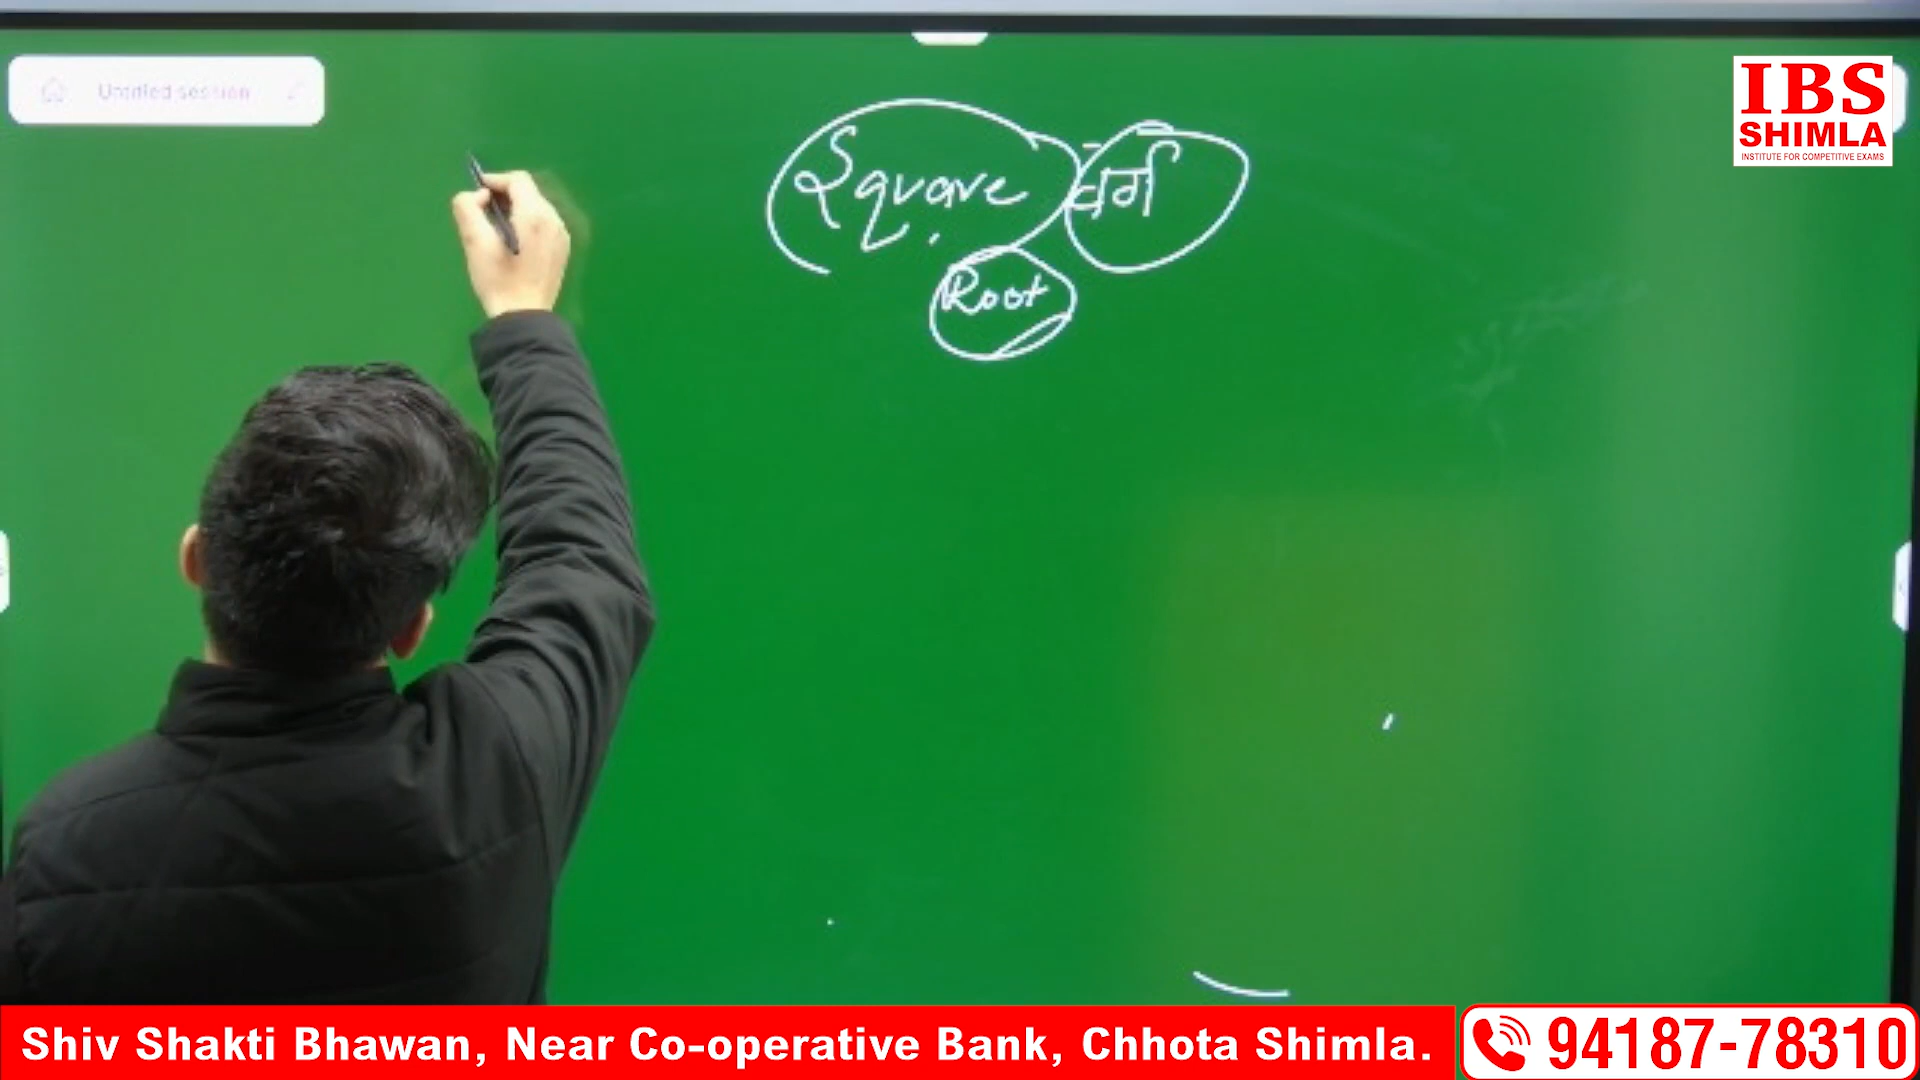 Untitled session
IBS
SHIMLA
INSTITUTE FOR COMPETITIVE EXAMS
Square वर्ग
Root
Shiv Shakti Bhawan, Near Co-operative Bank, Chhota Shimla.
94187-78310